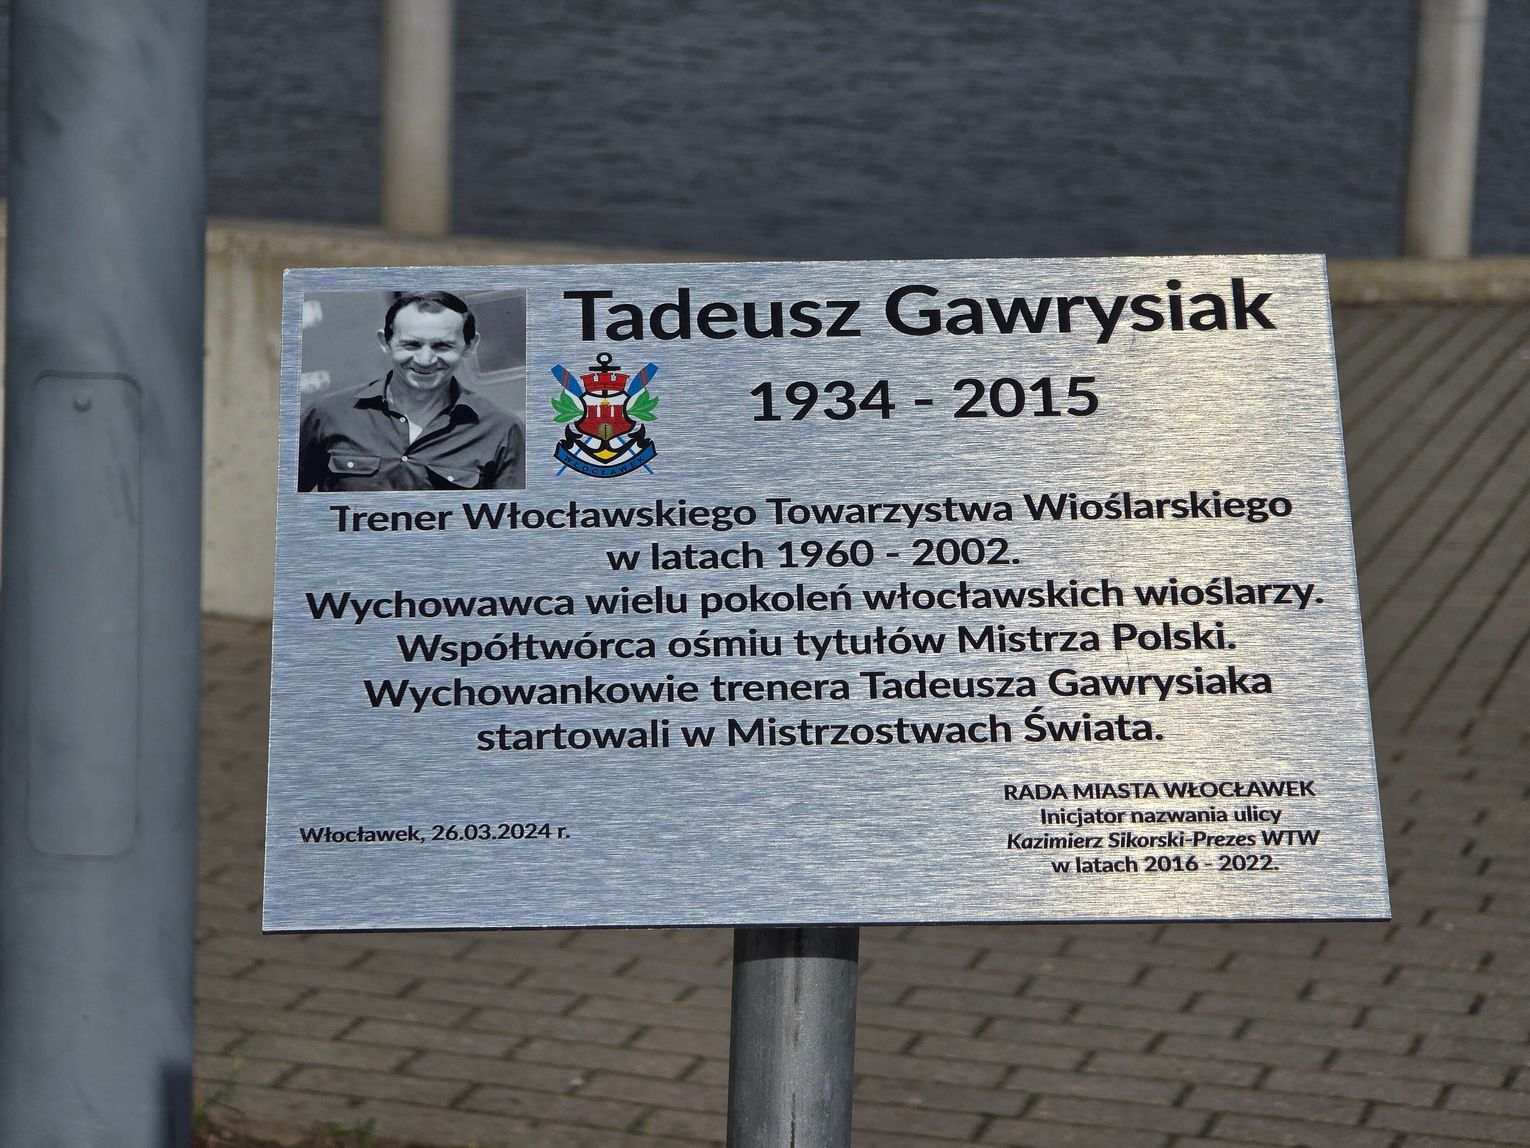 Tadeusz Gawrysiak
1934 - 2015
WŁOCŁAWEK
Trener Włocławskiego Towarzystwa Wioślarskiego
w latach 1960 - 2002.
Wychowawca wielu pokoleń włocławskich wioślarzy.
Współtwórca ośmiu tytułów Mistrza Polski.
Wychowankowie trenera Tadeusza Gawrysiaka
startowali w Mistrzostwach Świata.
Włocławek, 26.03.2024 r.
RADA MIASTA WŁOCŁAWEK
Inicjator nazwania ulicy
Kazimierz Sikorski-Prezes WTW
w latach 2016 - 2022.